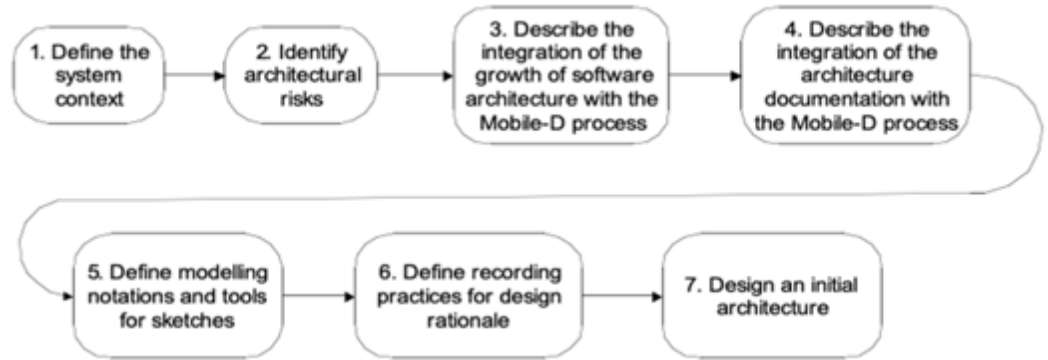 1. Define the
system
context
2. Identify
architectural
risks
3. Describe the
integration of the
growth of software
architecture with the
Mobile-D process
4. Describe the
integration of the
architecture
documentation with
the Mobile-D process
5. Define modelling
notations and tools
for sketches
6. Define recording
practices for design
rationale
7. Design an initial
architecture